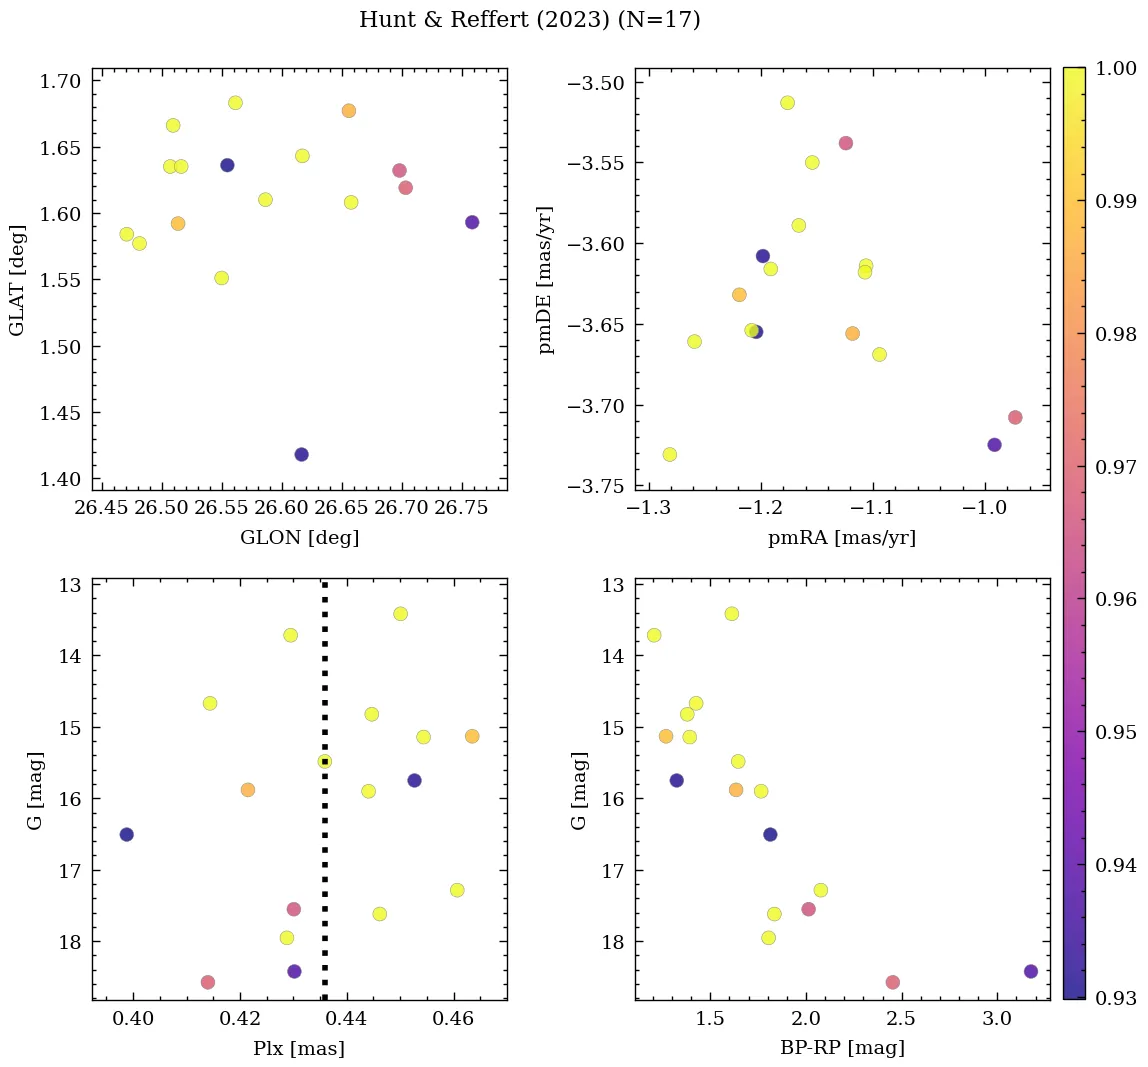 Hunt & Reffert (2023) (N=17)
1.70
1.65
1.60
1.55
1.50
1.45
1.40
GLAT [deg]
26.45 26.50 26.55 26.60 26.65 26.70 26.75
GLON [deg]
−3.50
−3.55
−3.60
−3.65
−3.70
−3.75
pmDE [mas/yr]
−1.3 −1.2 −1.1 −1.0
pmRA [mas/yr]
13
14
15
16
17
18
G [mag]
0.40 0.42 0.44 0.46
Plx [mas]
13
14
15
16
17
18
G [mag]
1.5 2.0 2.5 3.0
BP-RP [mag]
1.00
0.99
0.98
0.97
0.96
0.95
0.94
0.93